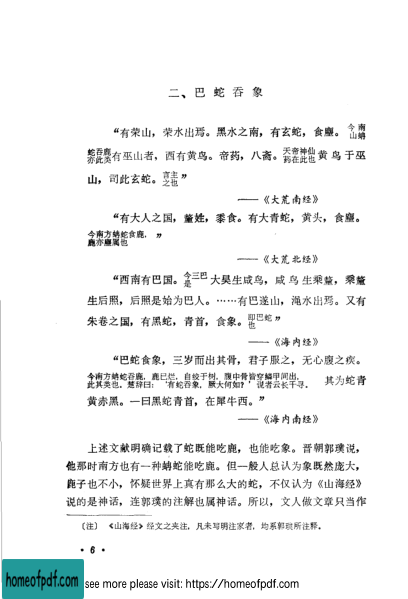 二、巴蛇吞象
“有荣山，荣水出焉。黑水之南，有玄蛇，食麈。今南山蚺
蛇吞鹿亦此类有巫山者，西有黄鸟。帝药，八斋。天帝神仙药在此也黄鸟于巫
山，司此玄蛇。言主之也”
——《大荒南经》
“有大人之国，釐姓，黍食。有大青蛇，黄头，食麈。
今南方蚺蛇食鹿，鹿亦麈属也”
——《大荒北经》
“西南有巴国。今三巴是大昊生咸鸟，咸鸟生乘釐，乘釐
生后照，后照是始为巴人。……有巴遂山，渑水出焉。又有
朱卷之国，有黑蛇，青首，食象。即巴蛇也”
——《海内经》
“巴蛇食象，三岁而出其骨，君子服之，无心腹之疾。
今南方蚺蛇吞鹿，鹿已烂，自绞于树，腹中骨皆穿鳞甲间出，此其类也。楚辞曰：‘有蛇吞象，厥大何如？’说者云长千寻。其为蛇青
黄赤黑。一曰黑蛇青首，在犀牛西。”
——《海内南经》
上述文献明确记载了蛇既能吃鹿，也能吃象。晋朝郭璞说，
他那时南方也有一种蚺蛇能吃鹿。但一般人总认为象既然庞大，
鹿子也不小，怀疑世界上真有那么大的蛇，不仅认为《山海经》
说的是神话，连郭璞的注解也属神话。所以，文人做文章只当作
〔注〕《山海经》经文之夹注，凡未写明注家者，均系郭璞所注释。
·6·
homeofpdf.com
see more please visit: https://homeofpdf.com